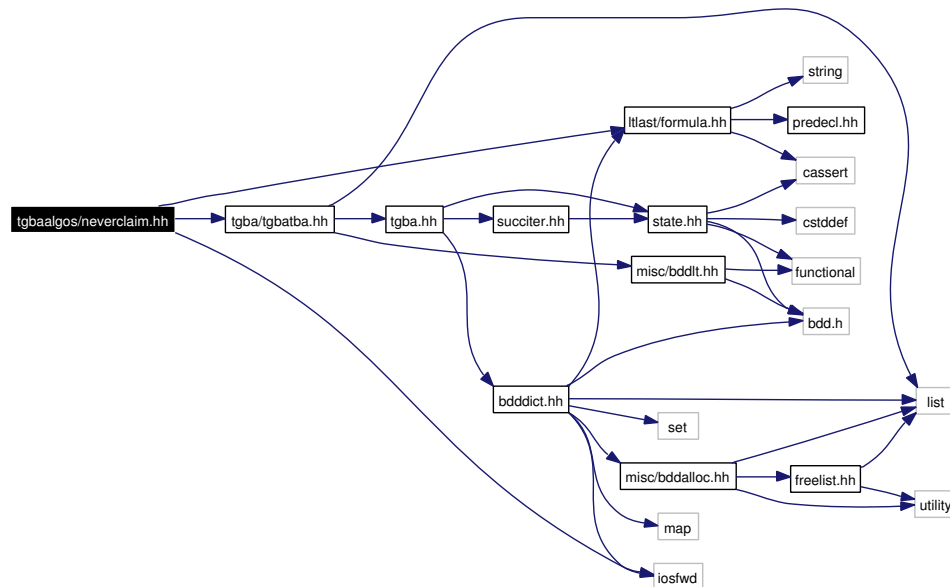 string
ltlast/formula.hh
predecl.hh
cassert
tgbaalgos/neverclaim.hh
tgba/tgbatba.hh
tgba.hh
succiter.hh
state.hh
cstddef
misc/bddlt.hh
functional
bdd.h
bdddict.hh
list
set
misc/bddalloc.hh
freelist.hh
utility
map
iosfwd